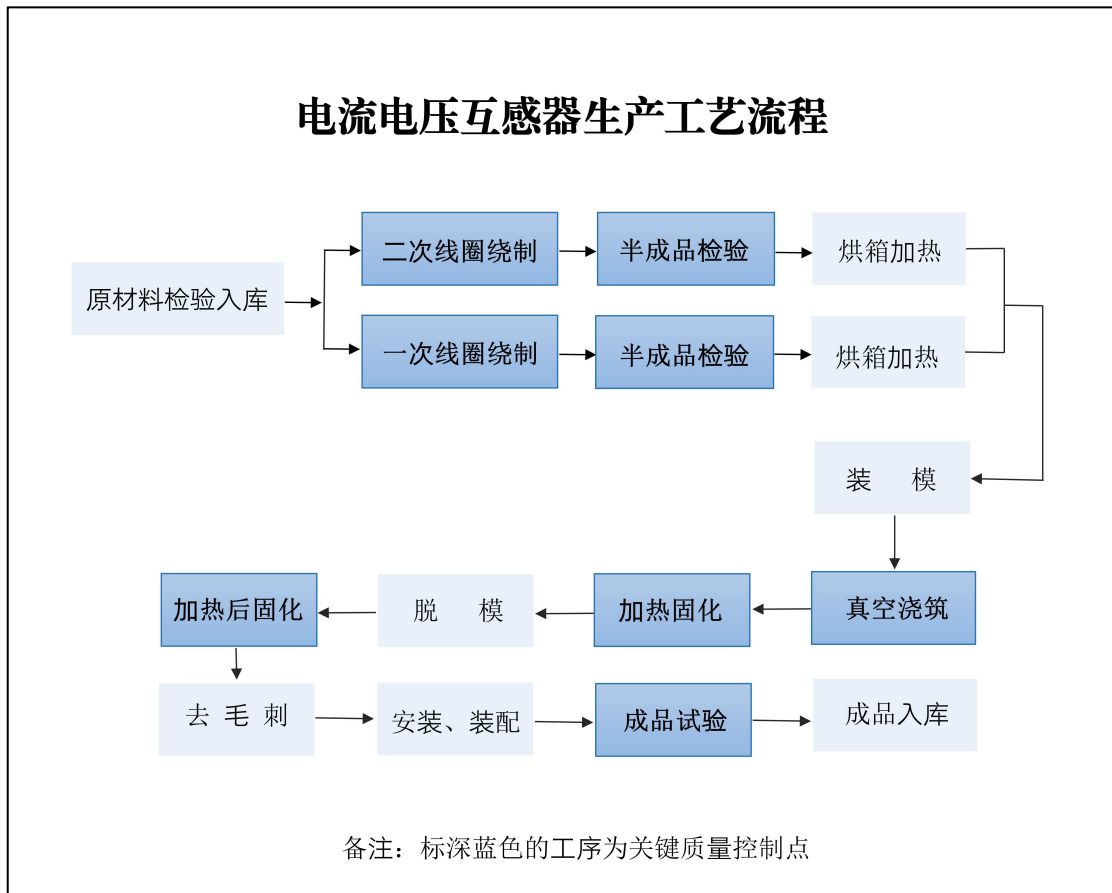 电流电压互感器生产工艺流程
二次线圈绕制
半成品检验
烘箱加热
原材料检验入库
一次线圈绕制
半成品检验
烘箱加热
装 模
加热后固化
脱 模
加热固化
真空浇筑
去 毛 刺
安装、装配
成品试验
成品入库
备注：标深蓝色的工序为关键质量控制点